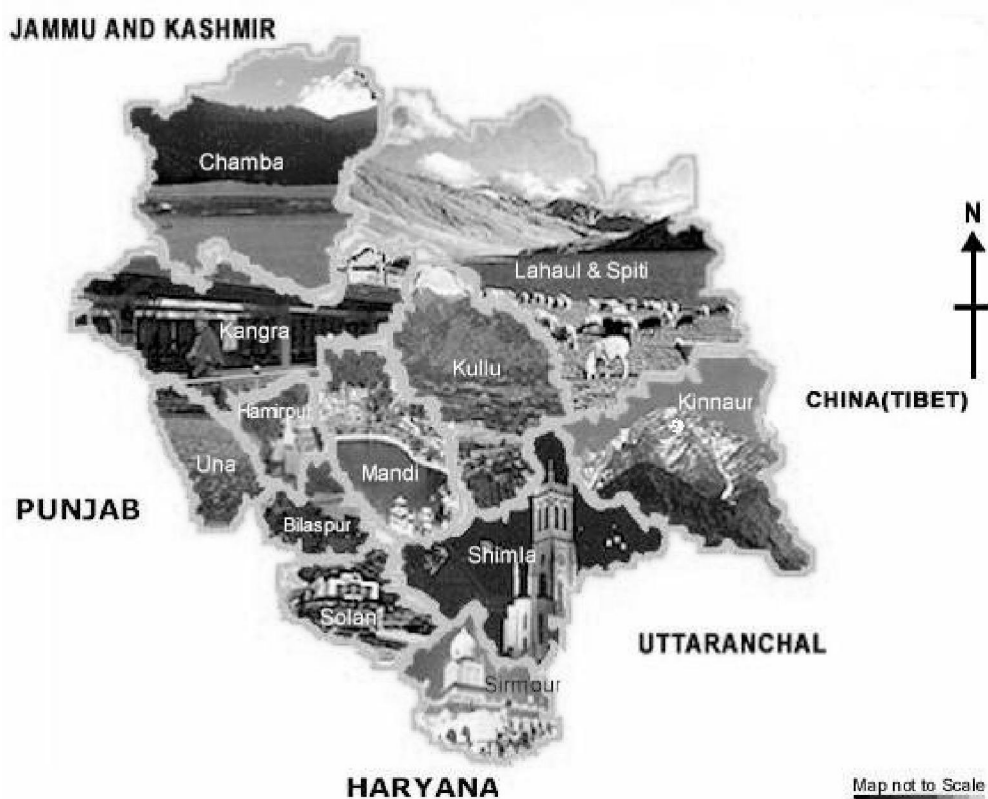 JAMMU AND KASHMIR
Chamba
N
Lahaul & Spiti
Kangra
Kullu
CHINA(TIBET)
Kinnaur
Hamirpur
Una
Mandi
PUNJAB
Bilaspur
Shimla
Solan
UTTARANCHAL
Sirmour
HARYANA
Map not to Scale